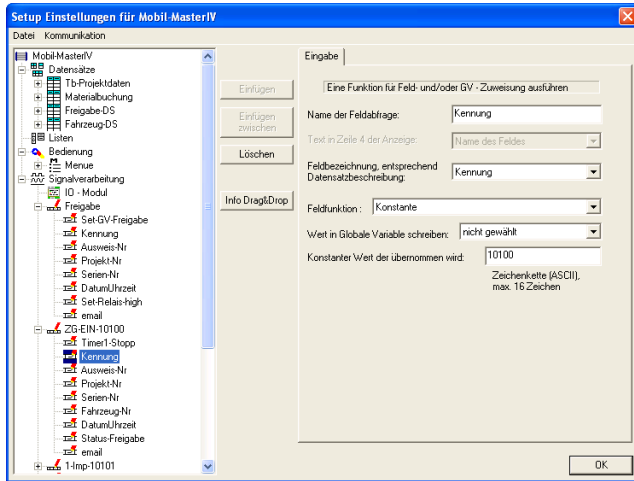 Setup Einstellungen für Mobil-MasterIV
Datei Kommunikation
Mobil-MasterIV
Datensätze
Tb-Projektdaten
Materialbuchung
Freigabe-DS
Fahrzeug-DS
Listen
Bedienung
Menue
Signalverarbeitung
IO - Modul
Freigabe
Set-GV-Freigabe
Kennung
Ausweis-Nr
Projekt-Nr
Serien-Nr
DatumUhrzeit
Set-Relais-high
email
ZG-EIN-10100
Timer1-Stopp
Kennung
Ausweis-Nr
Projekt-Nr
Serien-Nr
Fahrzeug-Nr
DatumUhrzeit
Status-Freigabe
email
1-Imp-10101
Einfügen
Einfügen
zwischen
Löschen
Info Drag&Drop
Eingabe
Eine Funktion für Feld- und/oder GV - Zuweisung ausführen
Name der Feldabfrage: Kennung
Text in Zeile 4 der Anzeige: Name des Feldes
Feldbezeichnung, entsprechend
Datensatzbeschreibung: Kennung
Feldfunktion : Konstante
Wert in Globale Variable schreiben: nicht gewählt
Konstanter Wert der übernommen wird: 10100
Zeichenkette (ASCII),
max. 16 Zeichen
OK